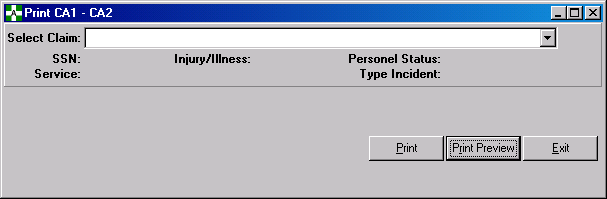 Print CA1 - CA2
Select Claim:
SSN: Injury/Illness: Personel Status:
Service: Type Incident:
Print Print Preview Exit